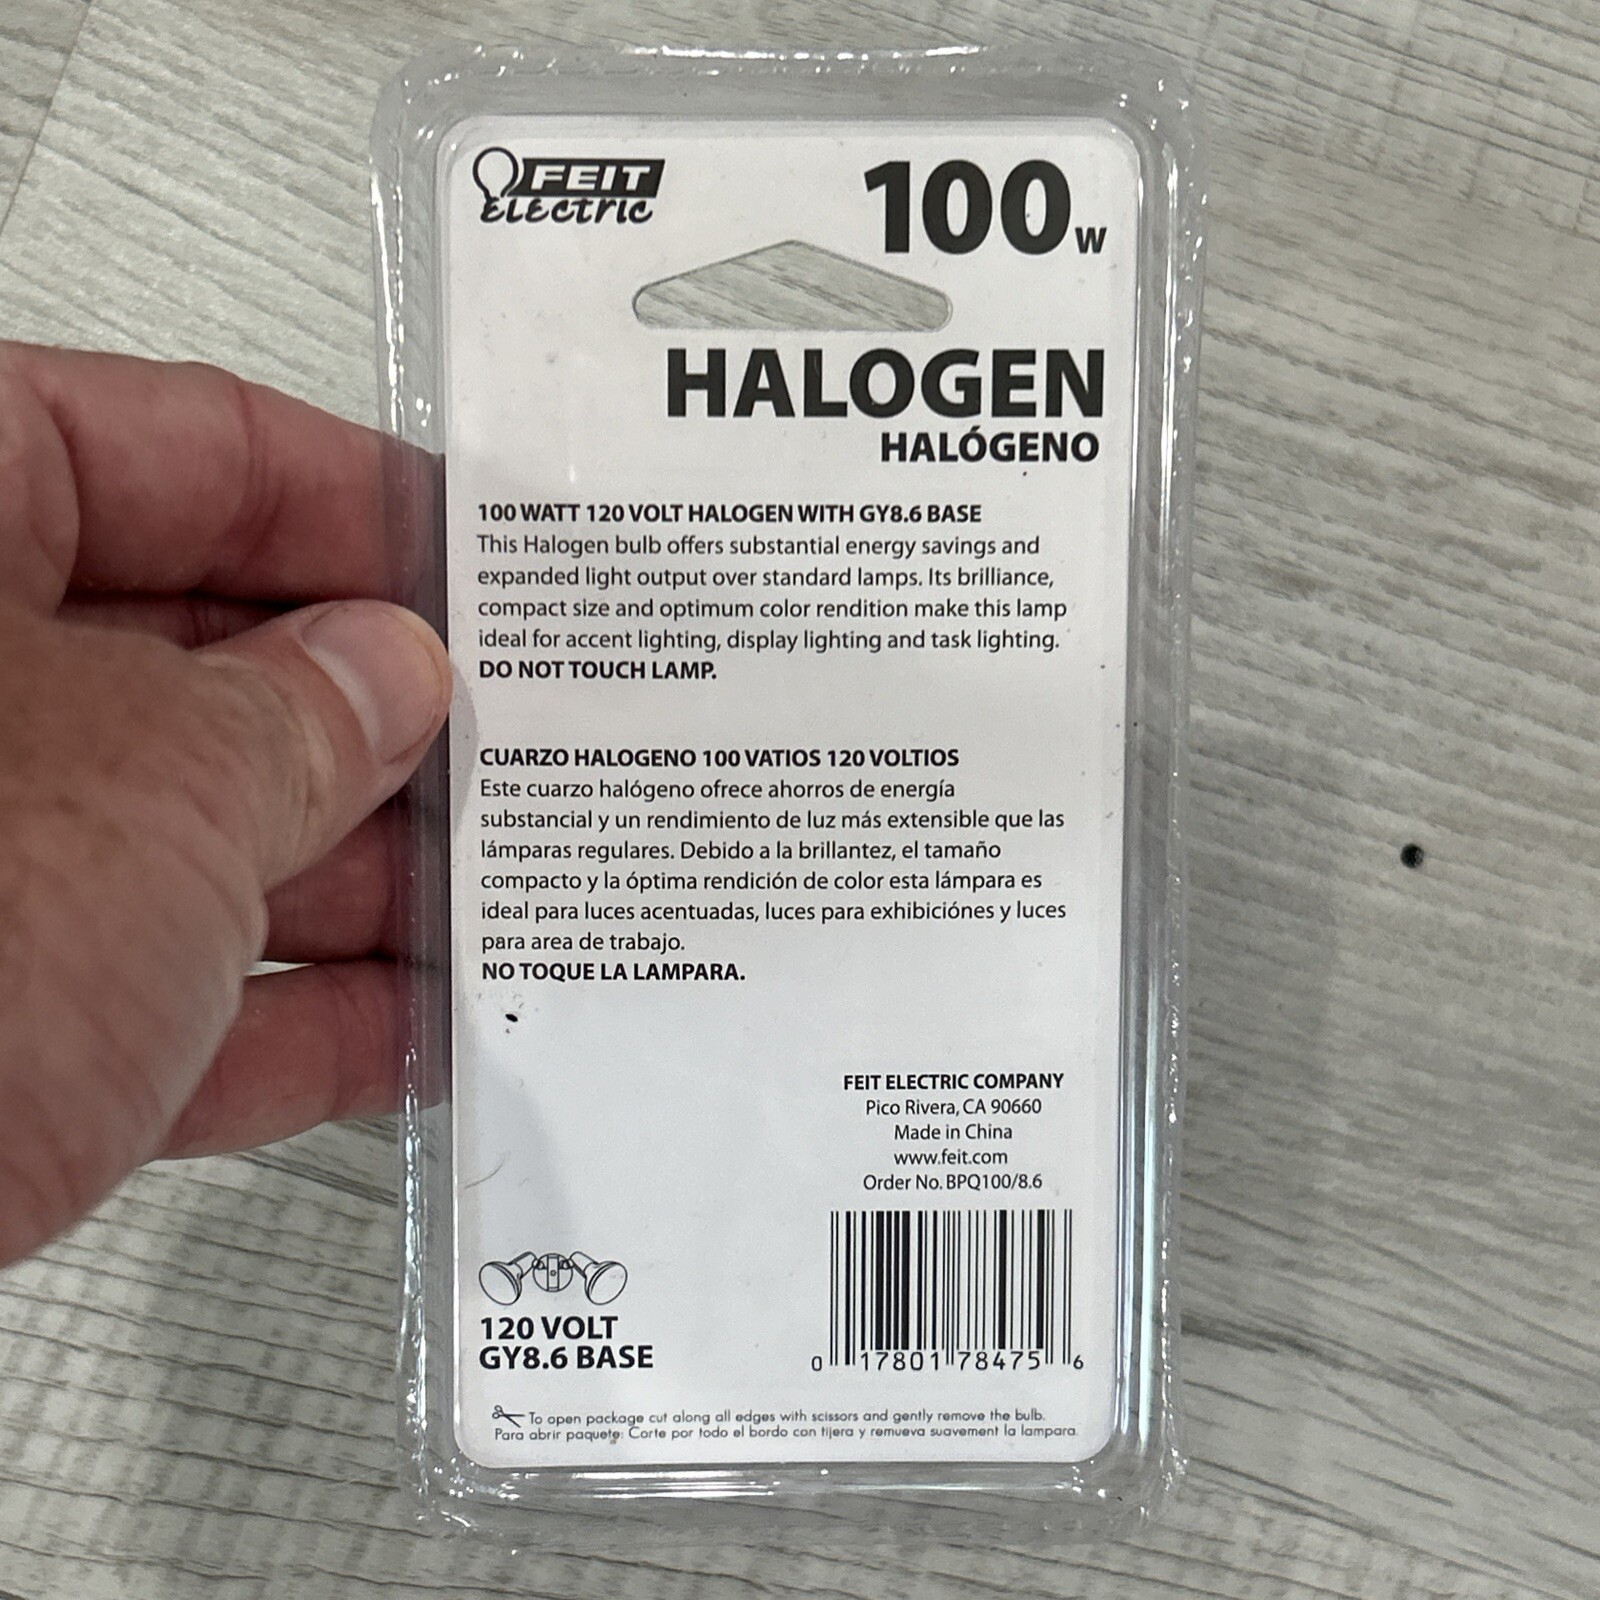 FEIT
ELECTRIC
100W
HALOGEN
HALÓGENO
100 WATT 120 VOLT HALOGEN WITH GY8.6 BASE
This Halogen bulb offers substantial energy savings and
expanded light output over standard lamps. Its brilliance,
compact size and optimum color rendition make this lamp
ideal for accent lighting, display lighting and task lighting.
DO NOT TOUCH LAMP.
CUARZO HALOGENO 100 VATIOS 120 VOLTIOS
Este cuarzo halógeno ofrece ahorros de energía
substancial y un rendimiento de luz más extensible que las
lámparas regulares. Debido a la brillantez, el tamaño
compacto y la óptima rendición de color esta lámpara es
ideal para luces acentuadas, luces para exhibiciónes y luces
para area de trabajo.
NO TOQUE LA LAMPARA.
FEIT ELECTRIC COMPANY
Pico Rivera, CA 90660
Made in China
www.feit.com
Order No. BPQ100/8.6
120 VOLT
GY8.6 BASE
0 17801 78475 6
To open package cut along all edges with scissors and gently remove the bulb.
Para abrir paquete: Corte por todo el bordo con tijera y remueva suavement la lampara.